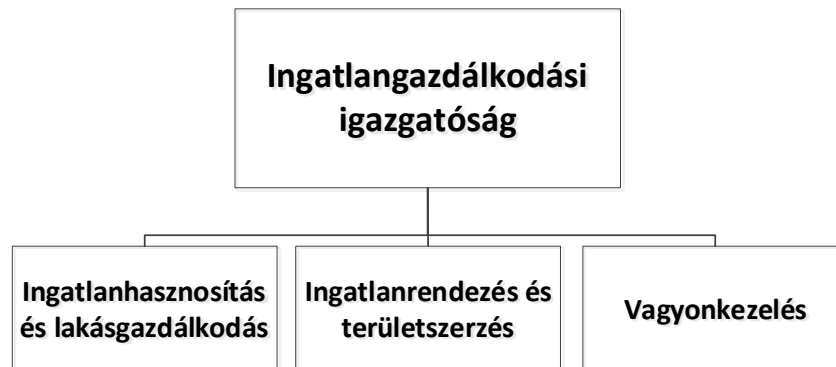 Ingatlangazdálkodási
igazgatóság
Ingatlanhasznosítás
és lakásgazdálkodás
Ingatlanrendezés és
területszerzés
Vagyonkezelés